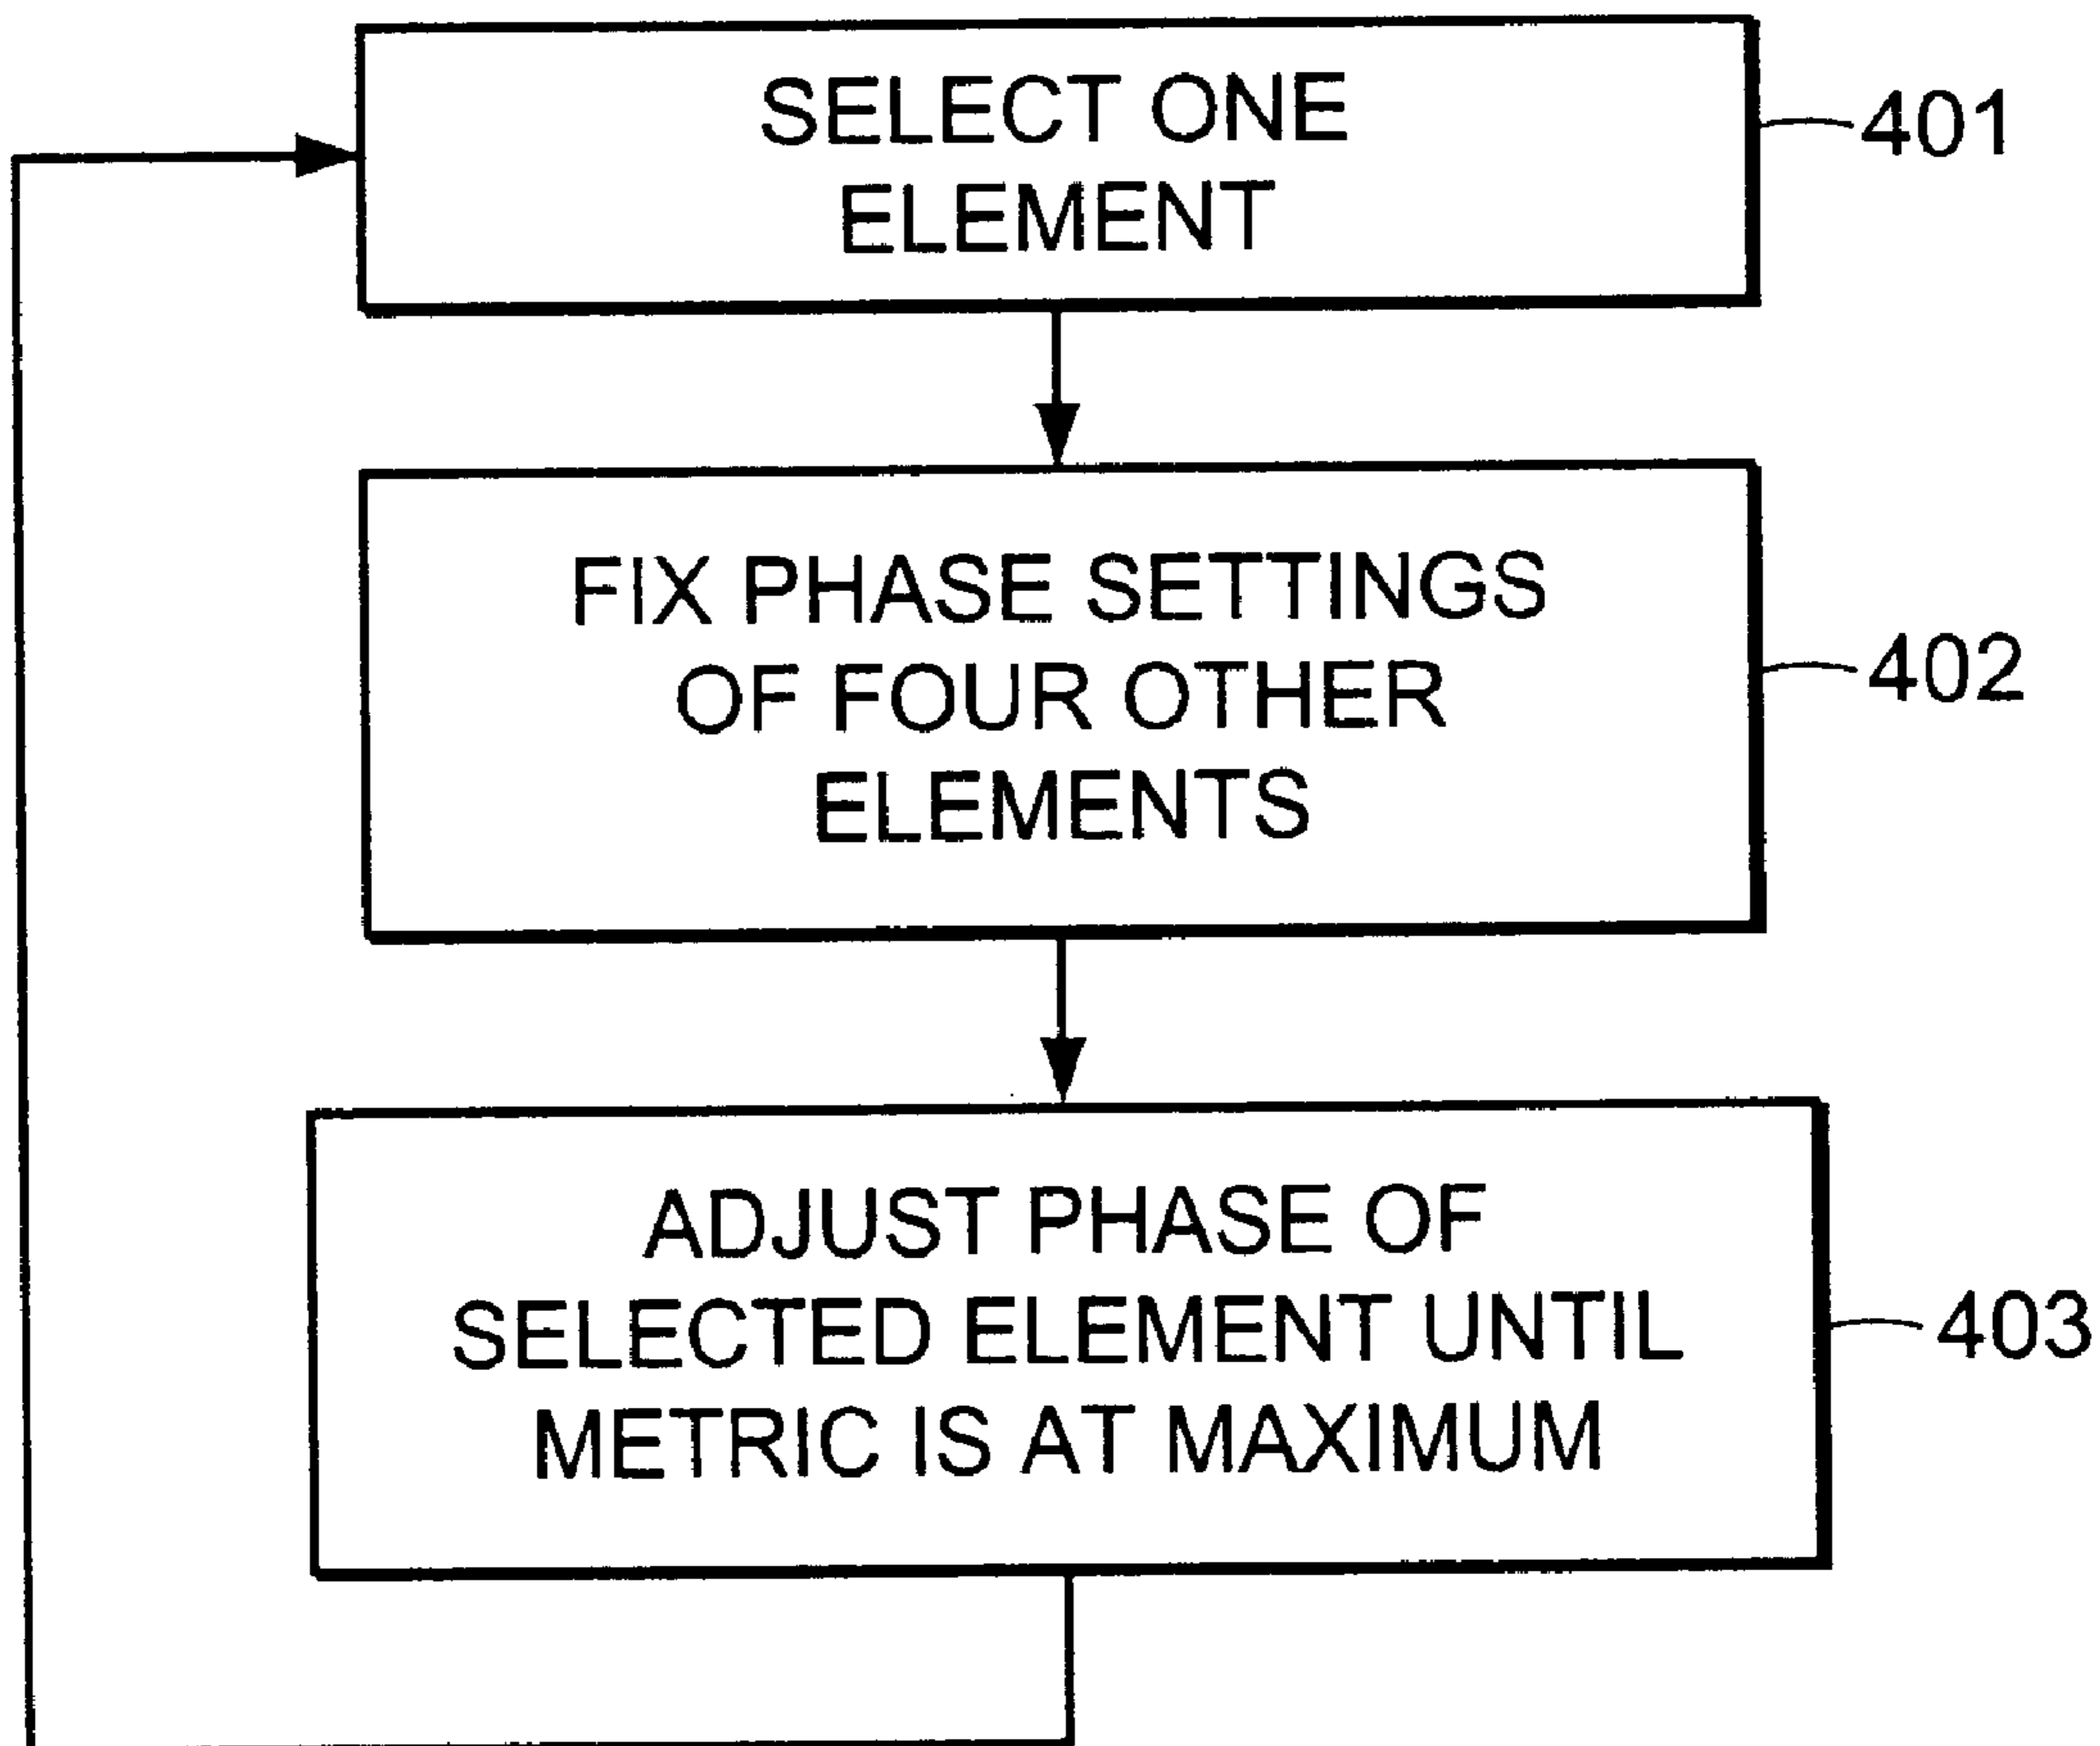 SELECT ONE
ELEMENT
401
FIX PHASE SETTINGS
OF FOUR OTHER
ELEMENTS
402
ADJUST PHASE OF
SELECTED ELEMENT UNTIL
METRIC IS AT MAXIMUM
403